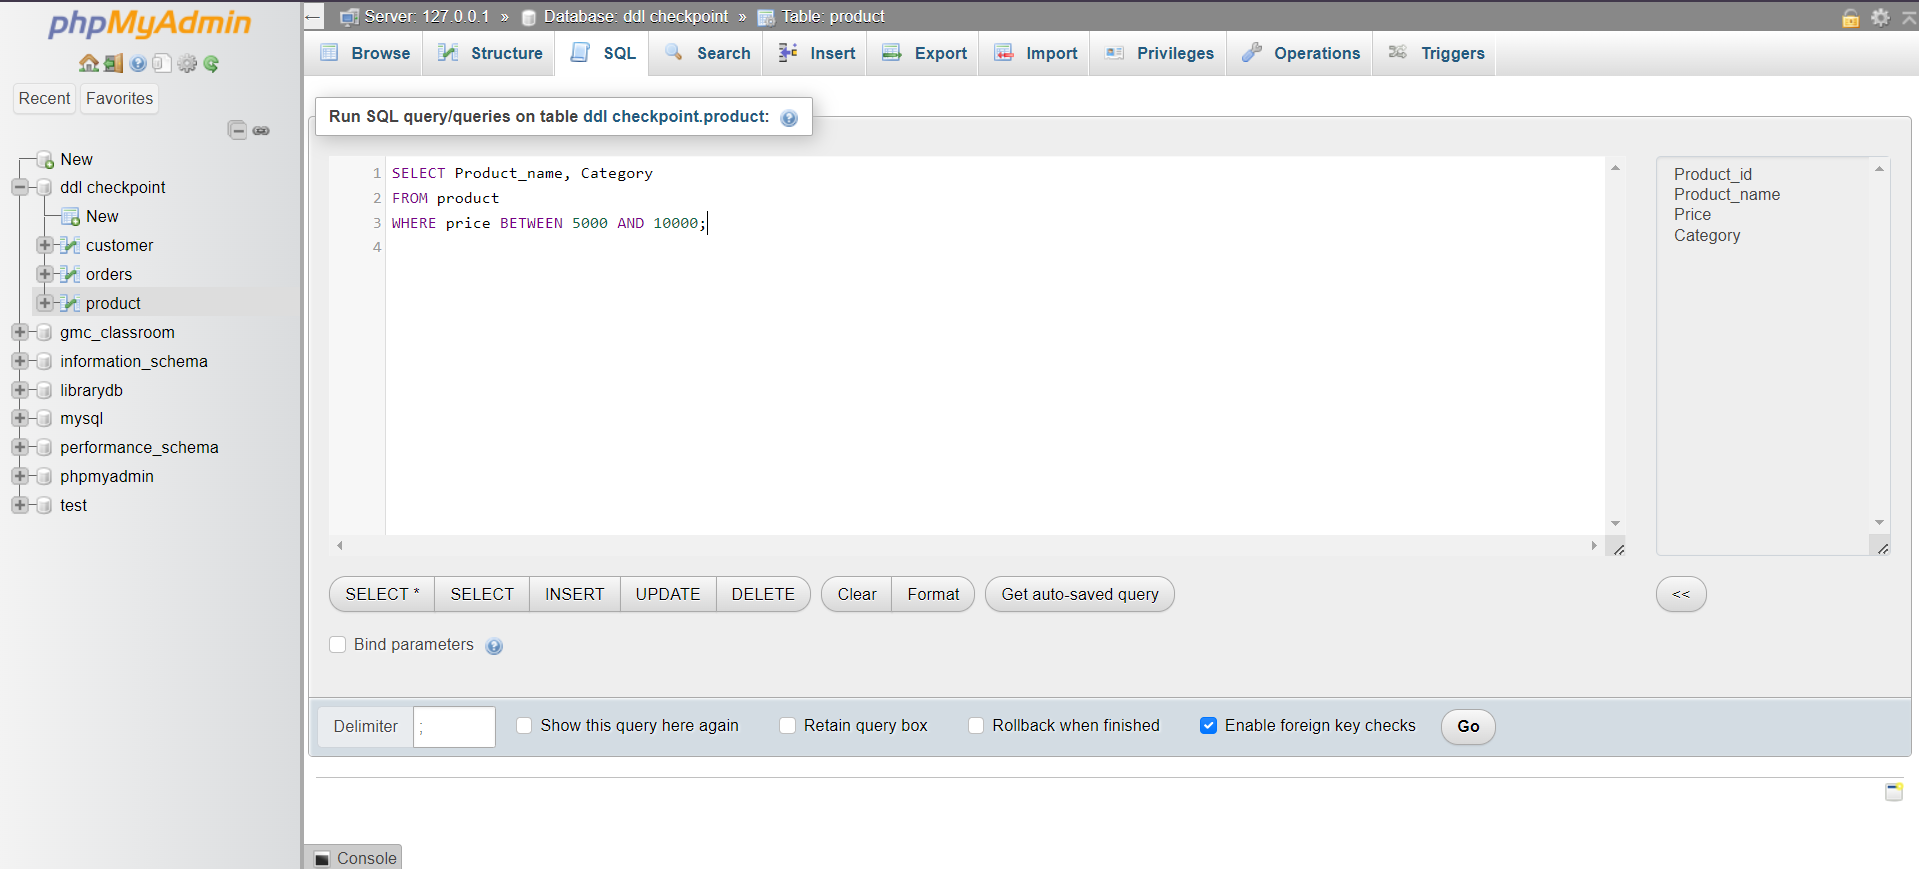 phpMyAdmin
Recent Favorites
New
ddl checkpoint
New
customer
orders
product
gmc_classroom
information_schema
librarydb
mysql
performance_schema
phpmyadmin
test
← Server: 127.0.0.1 » Database: ddl checkpoint » Table: product
Browse Structure SQL Search Insert Export Import Privileges Operations Triggers
Run SQL query/queries on table ddl checkpoint.product:
1 SELECT Product_name, Category
2 FROM product
3 WHERE price BETWEEN 5000 AND 10000;
4
Product_id
Product_name
Price
Category
SELECT * SELECT INSERT UPDATE DELETE Clear Format Get auto-saved query <<
Bind parameters
Delimiter ; Show this query here again Retain query box Rollback when finished Enable foreign key checks Go
Console